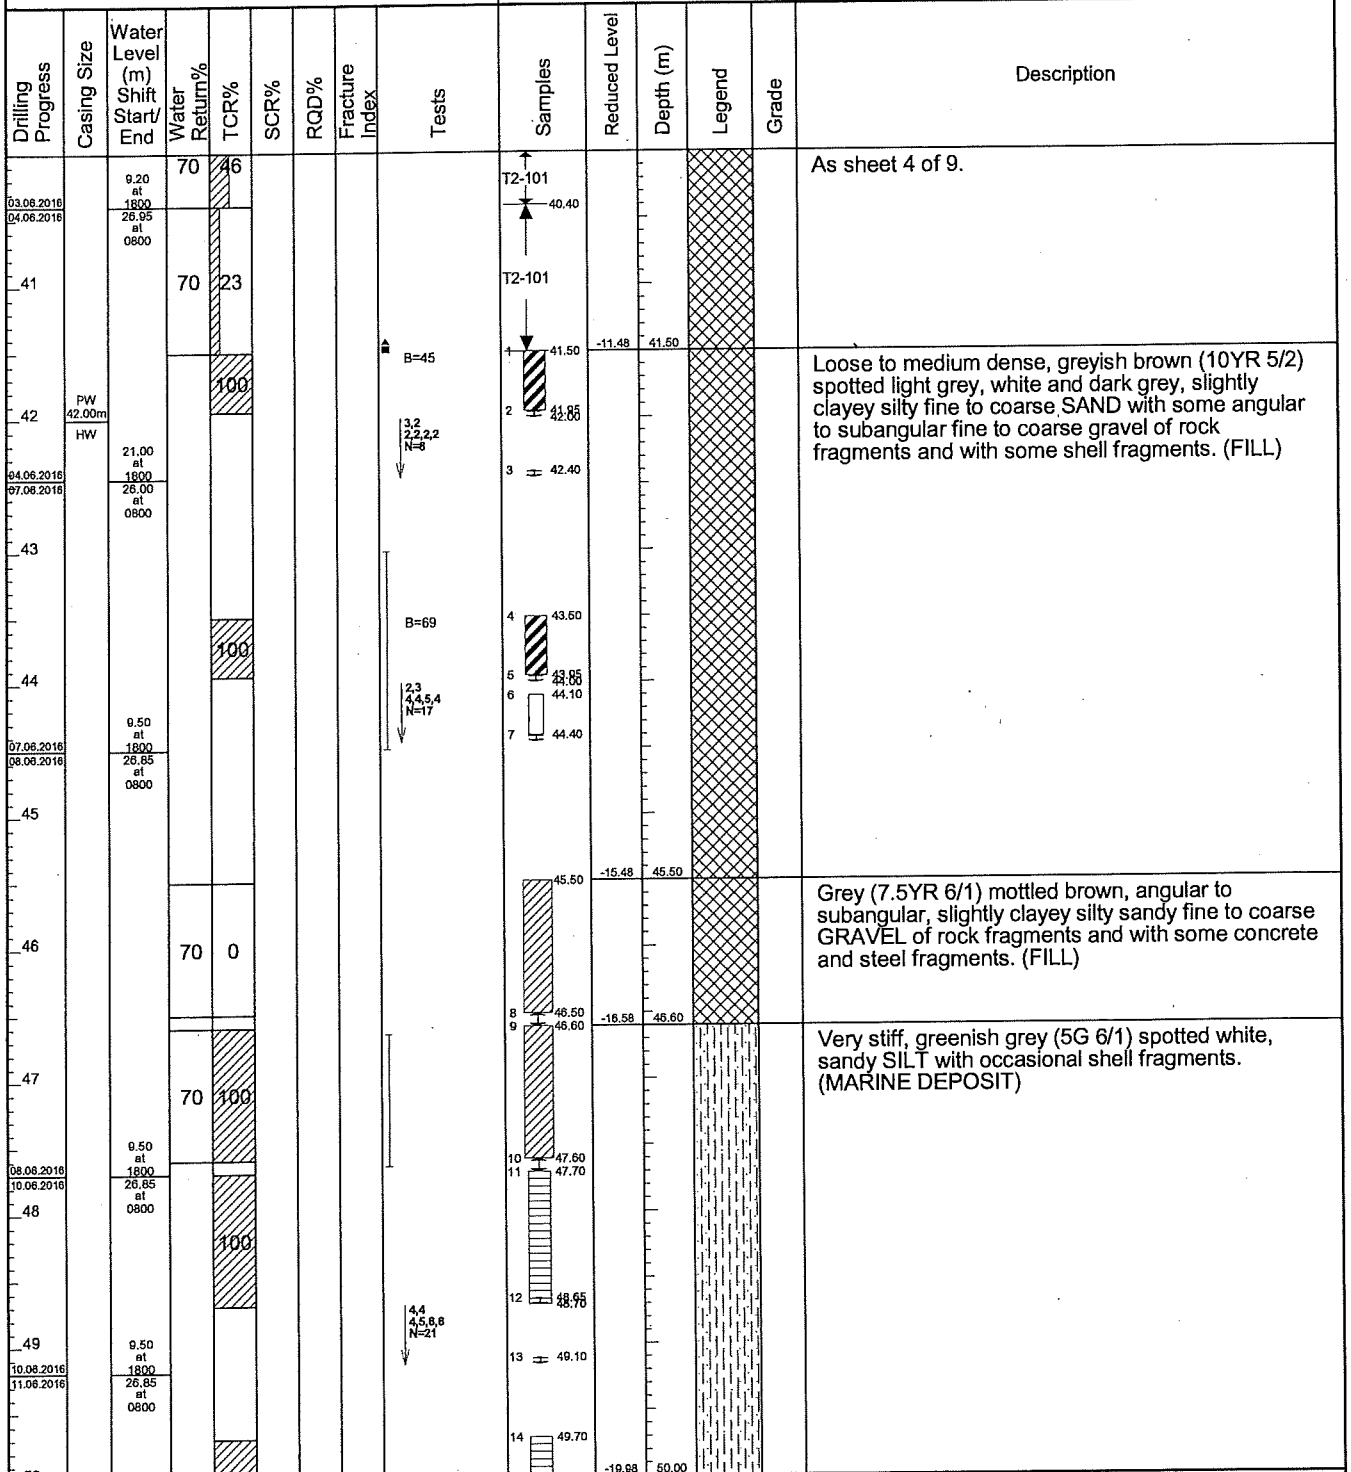 Drilling Progress
Casing Size
Water Level (m) Shift Start/ End
Water Return%
TCR%
SCR%
RQD%
Fracture Index
Tests
Samples
Reduced Level
Depth (m)
Legend
Grade
Description
70 46
T2-101
As sheet 4 of 9.
9.20 at 1800
03.06.2016
40.40
04.06.2016
26.95 at 0800
41
70 23
T2-101
1 41.50
-11.48 41.50
B=45
100
Loose to medium dense, greyish brown (10YR 5/2)
spotted light grey, white and dark grey, slightly
clayey silty fine to coarse SAND with some angular
to subangular fine to coarse gravel of rock
fragments and with some shell fragments. (FILL)
PW
42.00m
HW
42
2 41.95
42.00
3,2
2,2,2,2
N=8
21.00 at 1800
04.06.2016
3 42.40
07.06.2016
26.00 at 0800
43
4 43.50
B=69
100
5 43.95
44.00
44
2,3
4,4,5,4
N=17
6 44.10
7 44.40
9.50 at 1800
07.06.2016
08.06.2016
26.85 at 0800
45
45.50
-15.48 45.50
Grey (7.5YR 6/1) mottled brown, angular to
subangular, slightly clayey silty sandy fine to coarse
GRAVEL of rock fragments and with some concrete
and steel fragments. (FILL)
46
70 0
8 46.50
9 46.60
-16.58 46.60
Very stiff, greenish grey (5G 6/1) spotted white,
sandy SILT with occasional shell fragments.
(MARINE DEPOSIT)
47
70 100
9.50 at 1800
08.06.2016
10 47.60
11 47.70
10.06.2016
26.85 at 0800
48
100
12 48.65
48.70
4,4
4,5,6,6
N=21
49
13 49.10
9.50 at 1800
10.06.2016
11.06.2016
26.85 at 0800
14 49.70
-19.98 50.00